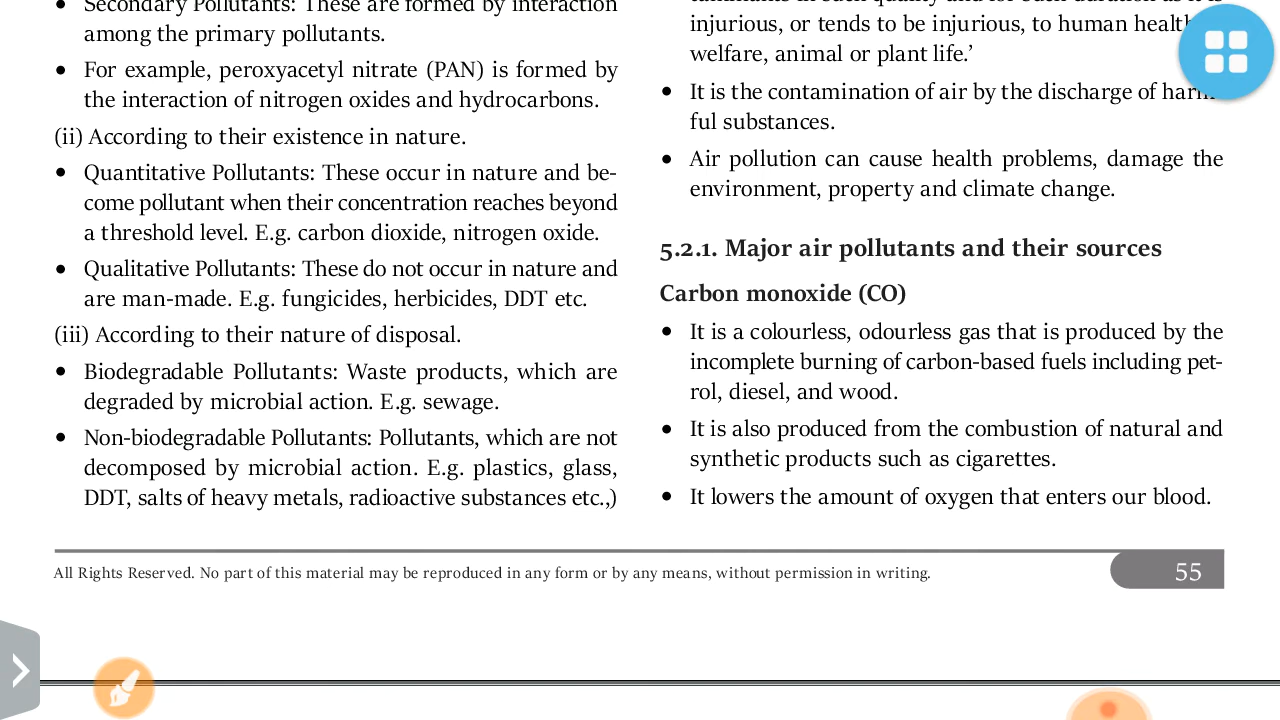 Secondary Pollutants: These are formed by interaction
among the primary pollutants.
• For example, peroxyacetyl nitrate (PAN) is formed by
the interaction of nitrogen oxides and hydrocarbons.
(ii) According to their existence in nature.
• Quantitative Pollutants: These occur in nature and be-
come pollutant when their concentration reaches beyond
a threshold level. E.g. carbon dioxide, nitrogen oxide.
• Qualitative Pollutants: These do not occur in nature and
are man-made. E.g. fungicides, herbicides, DDT etc.
(iii) According to their nature of disposal.
• Biodegradable Pollutants: Waste products, which are
degraded by microbial action. E.g. sewage.
• Non-biodegradable Pollutants: Pollutants, which are not
decomposed by microbial action. E.g. plastics, glass,
DDT, salts of heavy metals, radioactive substances etc.,)
injurious, or tends to be injurious, to human health
welfare, animal or plant life.’
• It is the contamination of air by the discharge of harm-
ful substances.
• Air pollution can cause health problems, damage the
environment, property and climate change.
5.2.1. Major air pollutants and their sources
Carbon monoxide (CO)
• It is a colourless, odourless gas that is produced by the
incomplete burning of carbon-based fuels including pet-
rol, diesel, and wood.
• It is also produced from the combustion of natural and
synthetic products such as cigarettes.
• It lowers the amount of oxygen that enters our blood.
All Rights Reserved. No part of this material may be reproduced in any form or by any means, without permission in writing.
55